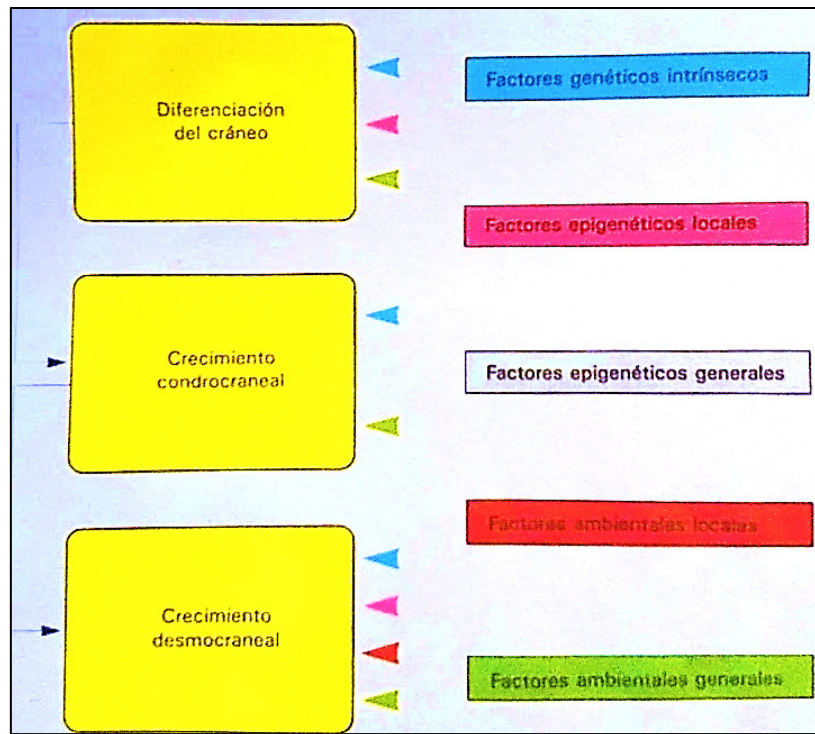 Diferenciación
del cráneo
Factores genéticos intrínsecos
Factores epigenéticos locales
Crecimiento
condrocraneal
Factores epigenéticos generales
Factores ambientales locales
Crecimiento
desmocraneal
Factores ambientales generales